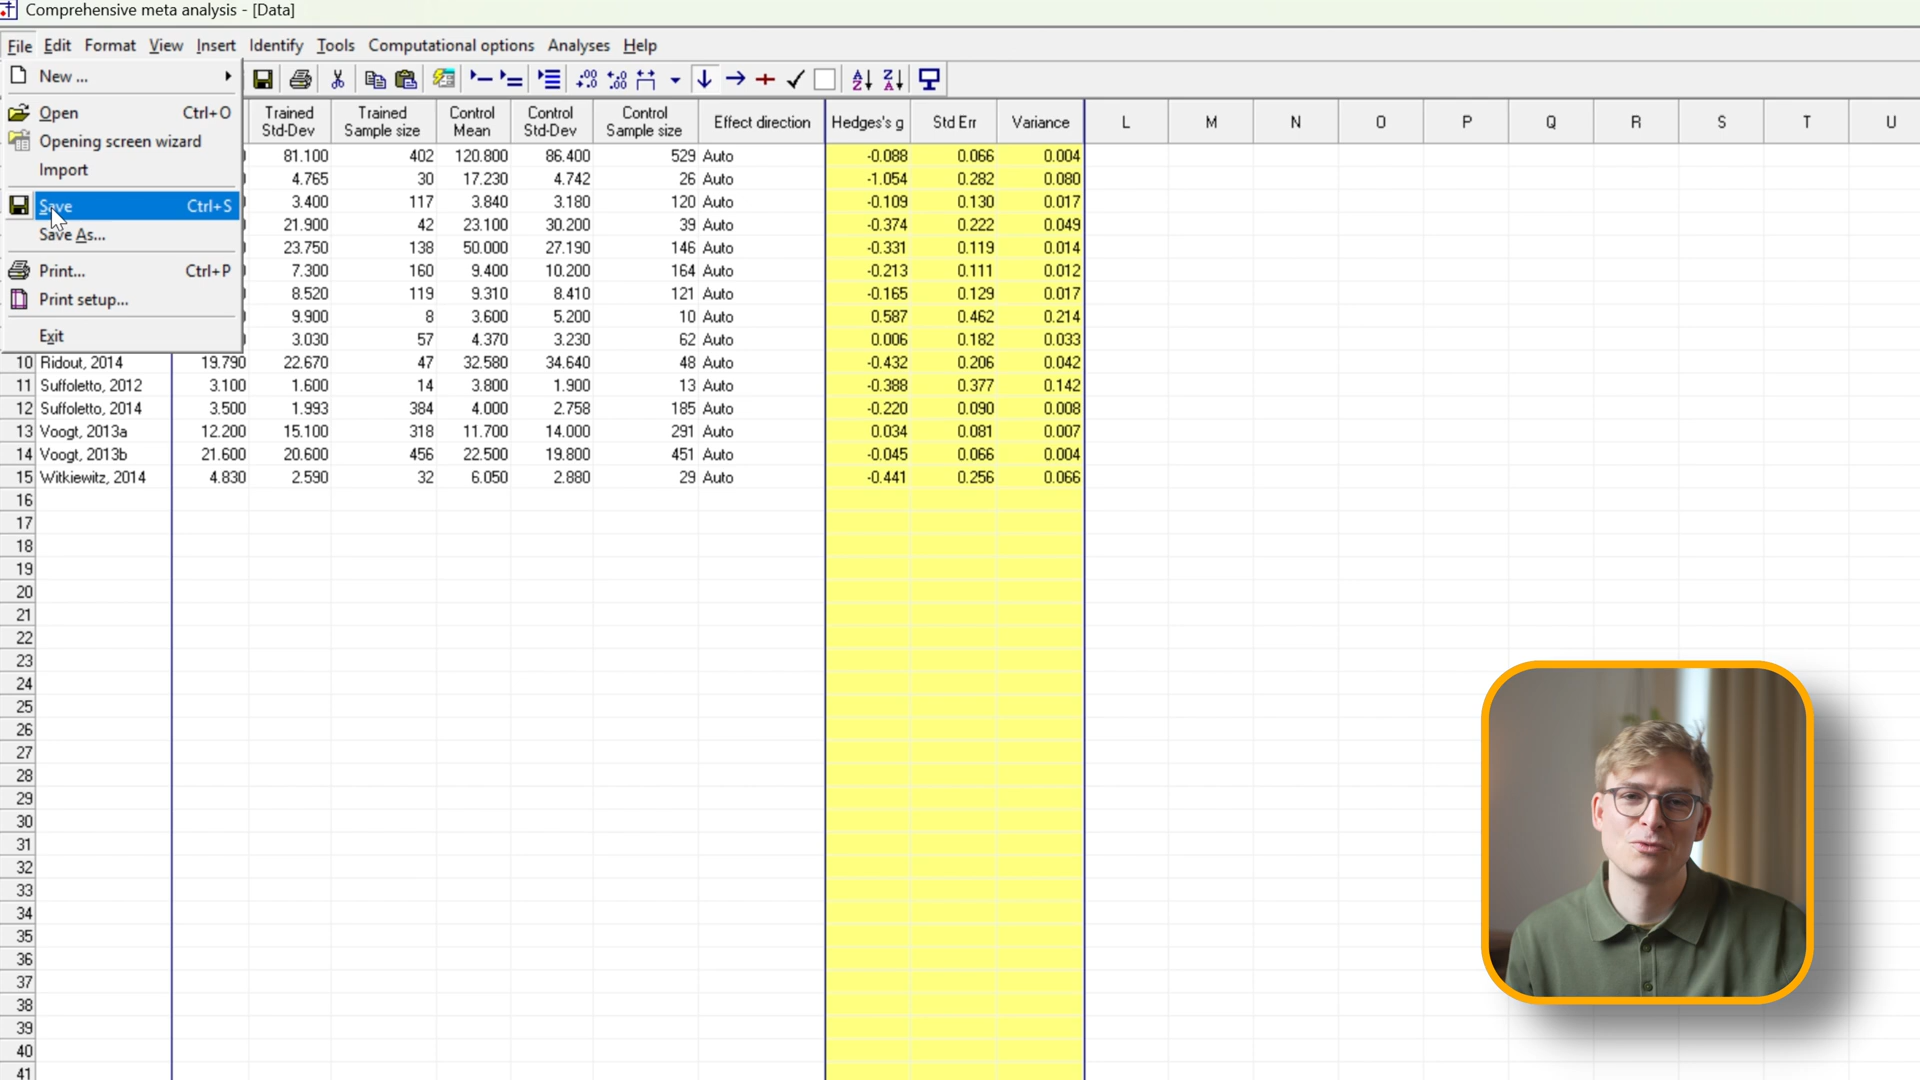 Comprehensive meta analysis - [Data]
File Edit Format View Insert Identify Tools Computational options Analyses Help
New ...
Open Ctrl+O
Opening screen wizard
Import
Save Ctrl+S
Save As...
Print... Ctrl+P
Print setup...
Exit
Trained Std-Dev Trained Sample size Control Mean Control Std-Dev Control Sample size Effect direction Hedges's g Std Err Variance L M N O P Q R S T U
81.100 402 120.800 86.400 529 Auto -0.088 0.066 0.004
4.765 30 17.230 4.742 26 Auto -1.054 0.282 0.080
3.400 117 3.840 3.180 120 Auto -0.109 0.130 0.017
21.900 42 23.100 30.200 39 Auto -0.374 0.222 0.049
23.750 138 50.000 27.190 146 Auto -0.331 0.119 0.014
7.300 160 9.400 10.200 164 Auto -0.213 0.111 0.012
8.520 119 9.310 8.410 121 Auto -0.165 0.129 0.017
9.900 8 3.600 5.200 10 Auto 0.587 0.462 0.214
3.030 57 4.370 3.230 62 Auto 0.006 0.182 0.033
10 Ridout, 2014 19.790 22.670 47 32.580 34.640 48 Auto -0.432 0.206 0.042
11 Suffoletto, 2012 3.100 1.600 14 3.800 1.900 13 Auto -0.388 0.377 0.142
12 Suffoletto, 2014 3.500 1.993 384 4.000 2.758 185 Auto -0.220 0.090 0.008
13 Voogt, 2013a 12.200 15.100 318 11.700 14.000 291 Auto 0.034 0.081 0.007
14 Voogt, 2013b 21.600 20.600 456 22.500 19.800 451 Auto -0.045 0.066 0.004
15 Witkiewitz, 2014 4.830 2.590 32 6.050 2.880 29 Auto -0.441 0.256 0.066
16
17
18
19
20
21
22
23
24
25
26
27
28
29
30
31
32
33
34
35
36
37
38
39
40
41